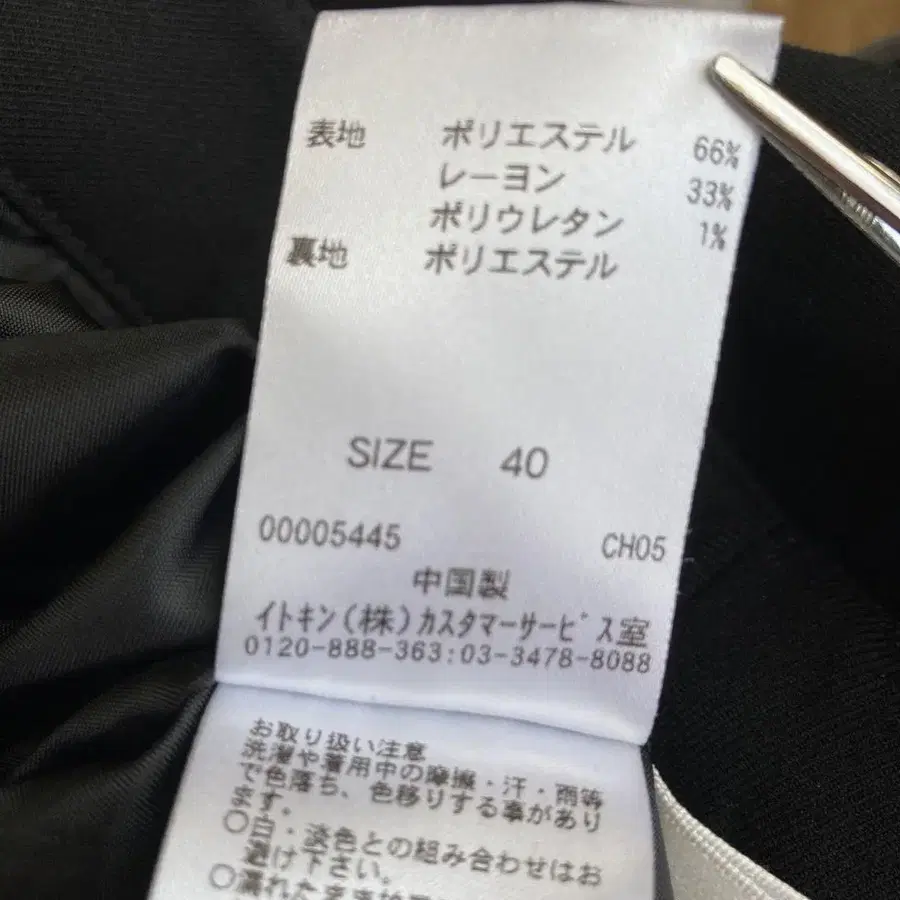 表地 ポリエステル 66%
レーヨン 33%
ポリウレタン 1%
裏地 ポリエステル
SIZE 40
00005445 CH05
中国製
イトキン(株)カスタマーサービス室
0120-888-363:03-3478-8088
お取り扱い注意
洗濯や着用中の摩擦・汗・雨等
で色落ち、色移りする事があり
ます。
○白・淡色との組み合わせはお
避け下さい。
○濡れたまま